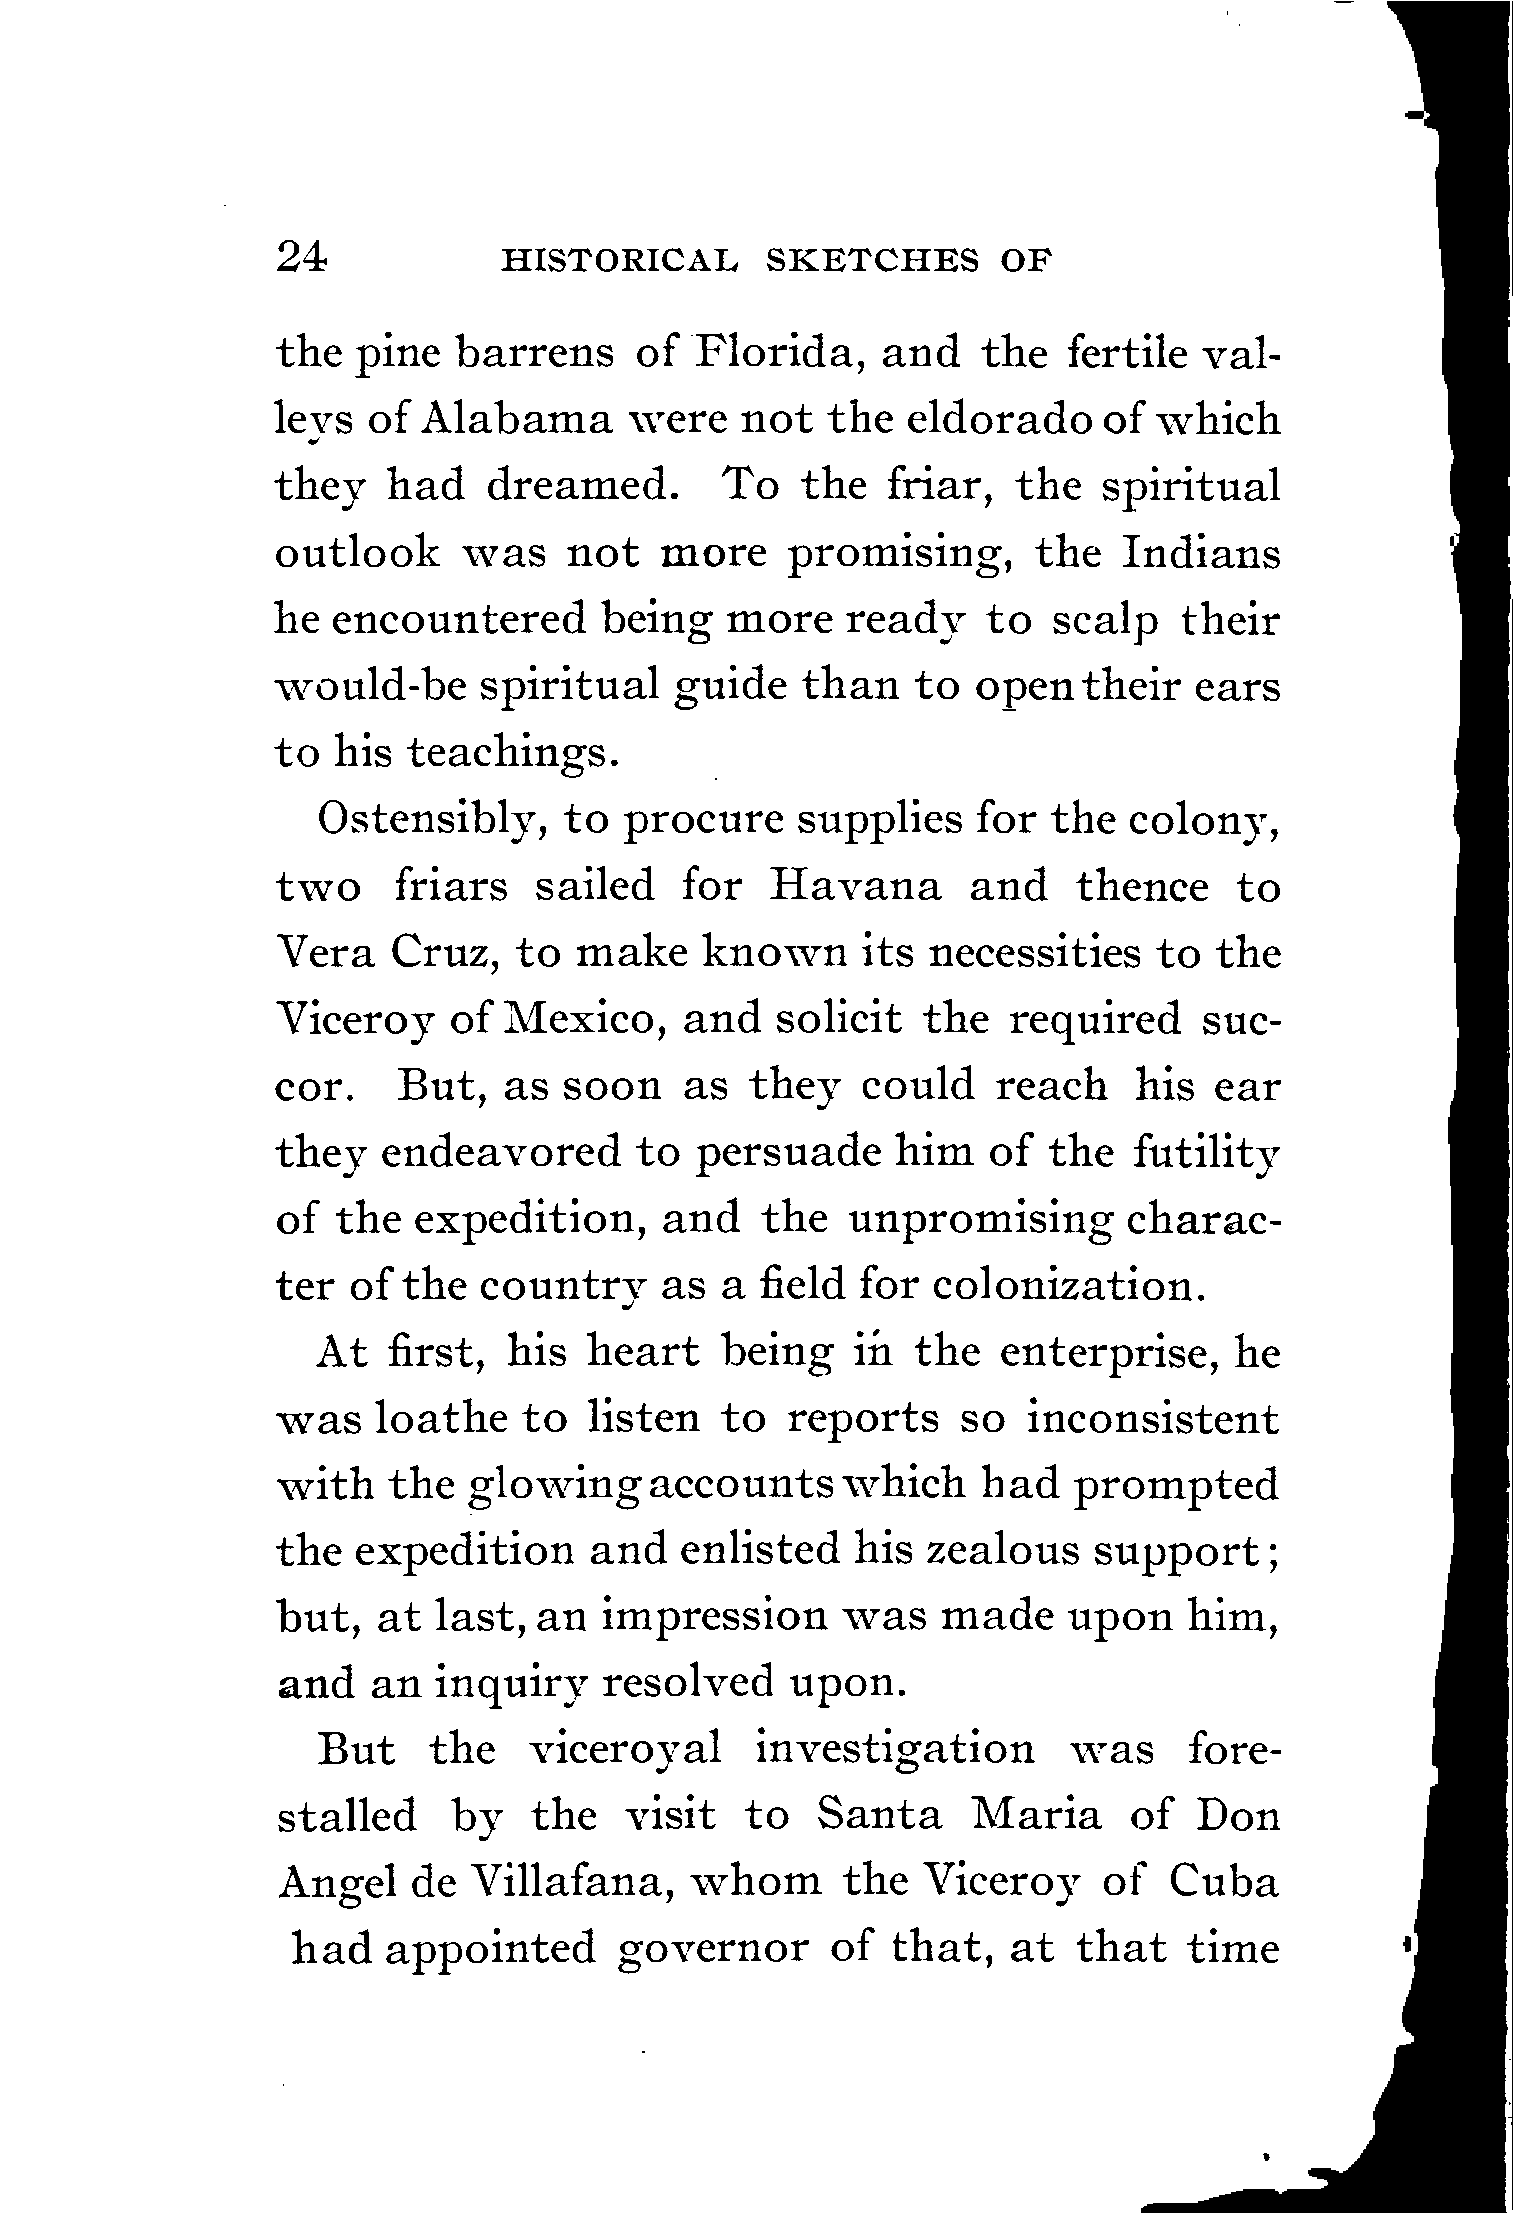 24 HISTORICAL SKETCHES OF
the pine barrens of Florida, and the fertile val-
leys of Alabama were not the eldorado of which
they had dreamed. To the friar, the spiritual
outlook was not more promising, the Indians
he encountered being more ready to scalp their
would-be spiritual guide than to open their ears
to his teachings.
Ostensibly, to procure supplies for the colony,
two friars sailed for Havana and thence to
Vera Cruz, to make known its necessities to the
Viceroy of Mexico, and solicit the required suc-
cor. But, as soon as they could reach his ear
they endeavored to persuade him of the futility
of the expedition, and the unpromising charac-
ter of the country as a field for colonization.
At first, his heart being in the enterprise, he
was loathe to listen to reports so inconsistent
with the glowing accounts which had prompted
the expedition and enlisted his zealous support;
but, at last, an impression was made upon him,
and an inquiry resolved upon.
But the viceroyal investigation was fore-
stalled by the visit to Santa Maria of Don
Angel de Villafana, whom the Viceroy of Cuba
had appointed governor of that, at that time